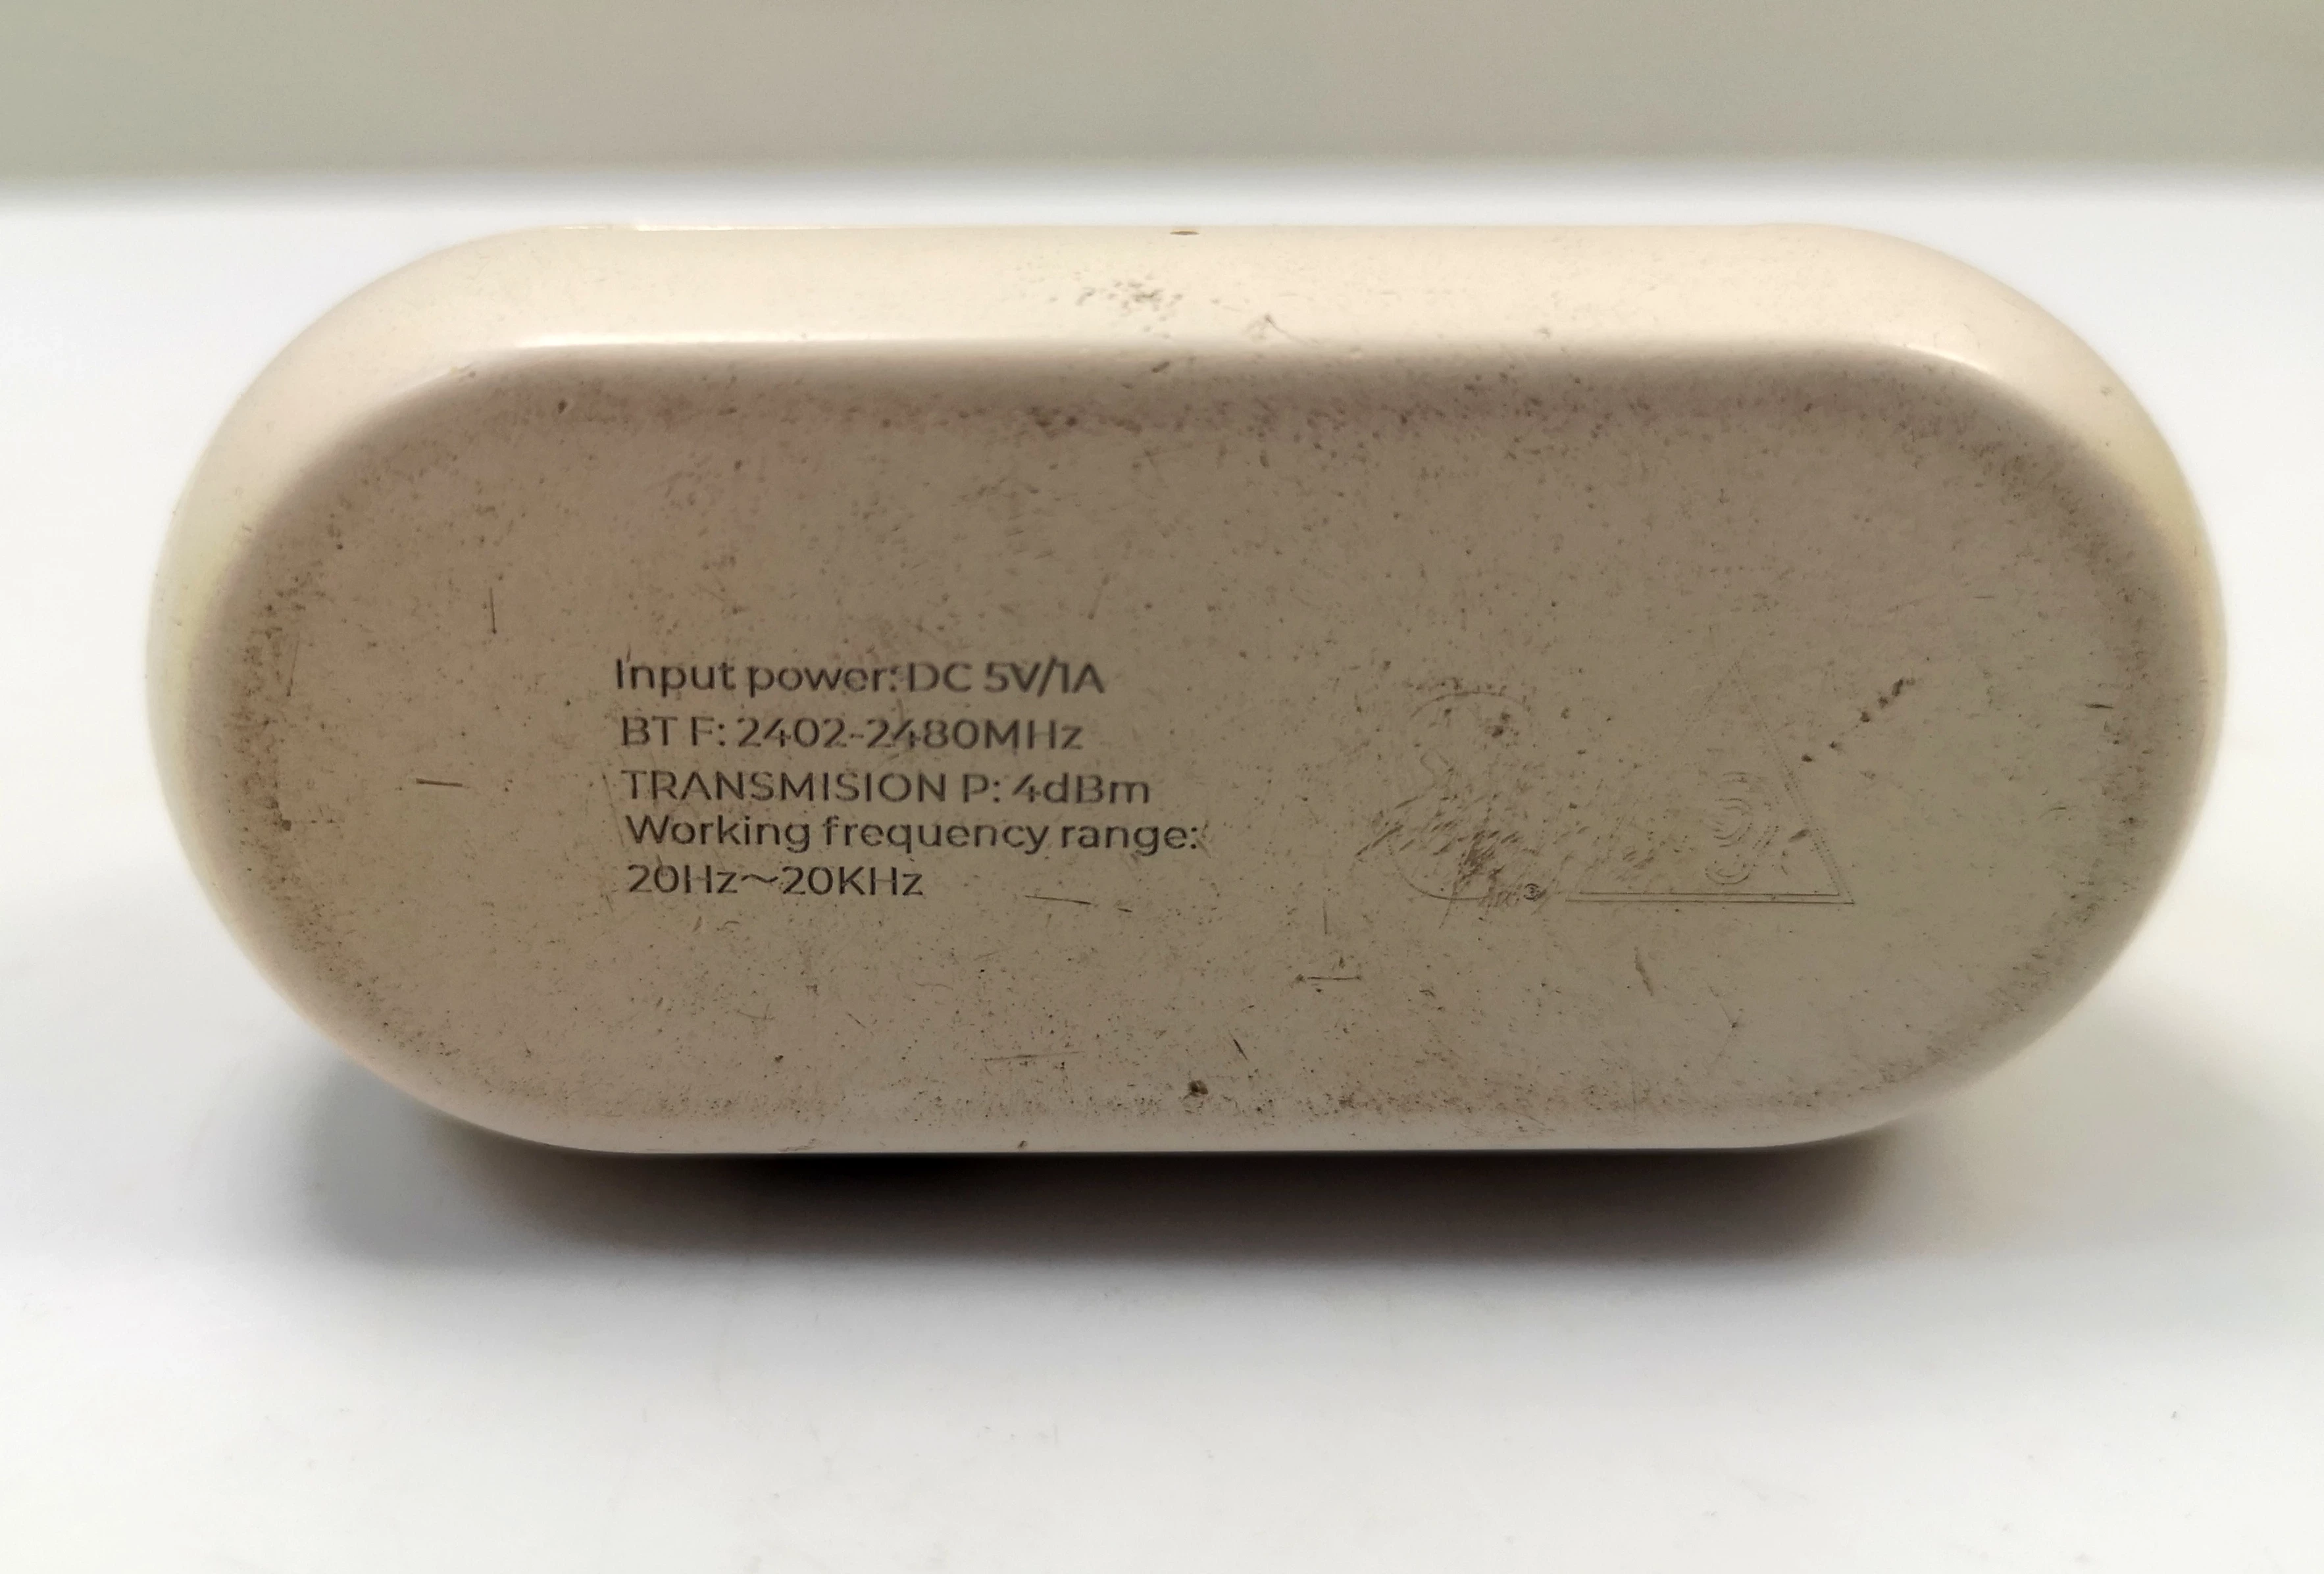 Input power: DC 5V/1A
BT F: 2402-2480MHz
TRANSMISION P: 4dBm
Working frequency range:
20Hz~20KHz